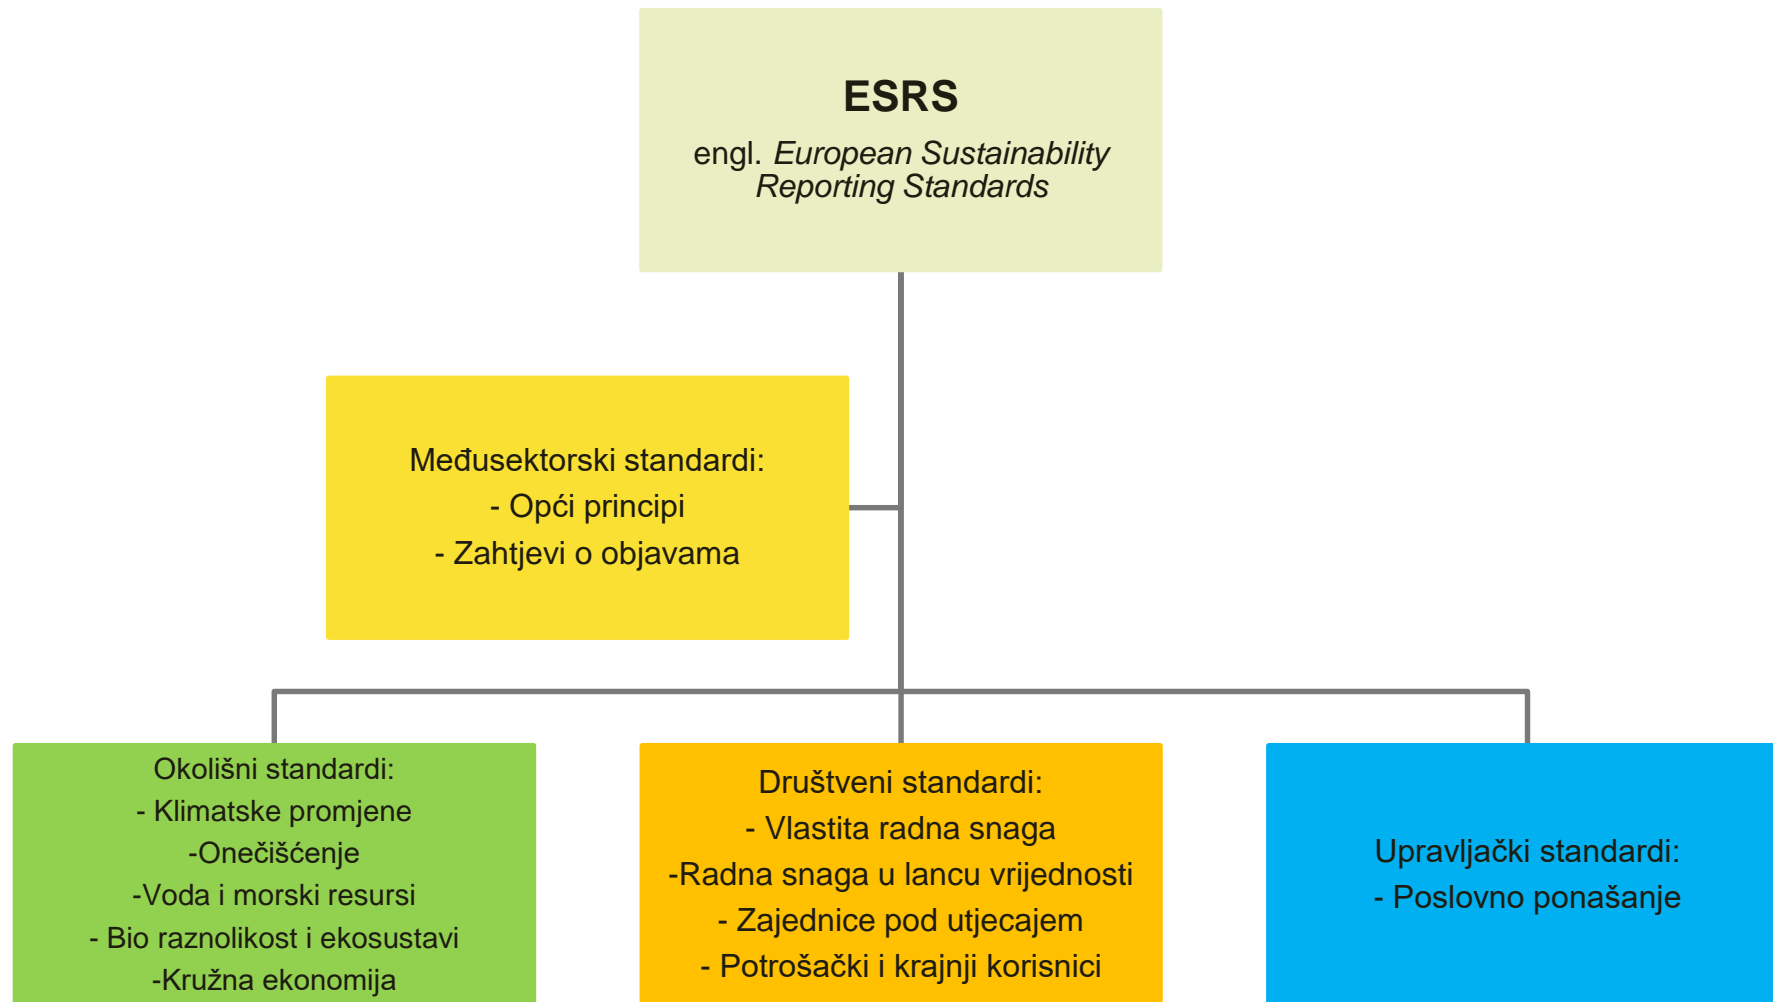 ESRS
engl. European Sustainability
Reporting Standards
Međusektorski standardi:
- Opći principi
- Zahtjevi o objavama
Okolišni standardi:
- Klimatske promjene
-Onečišćenje
-Voda i morski resursi
- Bio raznolikost i ekosustavi
-Kružna ekonomija
Društveni standardi:
- Vlastita radna snaga
-Radna snaga u lancu vrijednosti
- Zajednice pod utjecajem
- Potrošački i krajnji korisnici
Upravljački standardi:
- Poslovno ponašanje